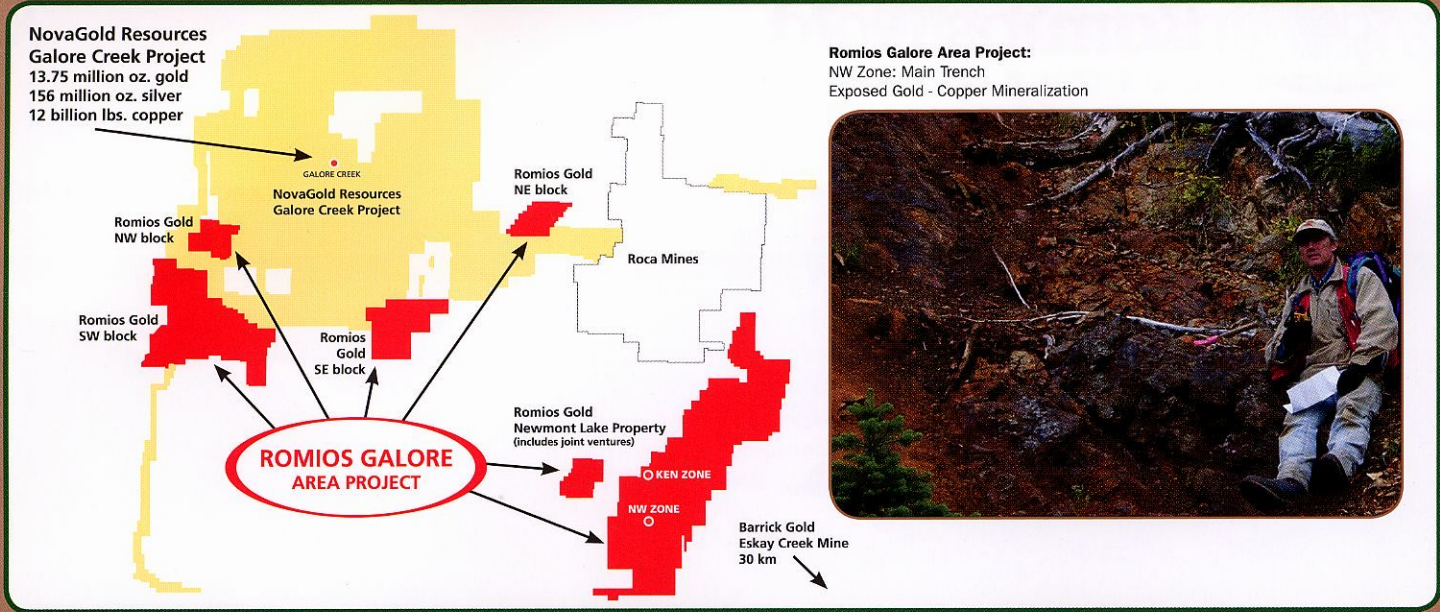 NovaGold Resources
Galore Creek Project
13.75 million oz. gold
156 million oz. silver
12 billion lbs. copper
GALORE CREEK
NovaGold Resources
Galore Creek Project
Romios Gold
NW block
Romios Gold
NE block
Roca Mines
Romios Gold
SW block
Romios
Gold
SE block
ROMIOS GALORE
AREA PROJECT
Romios Gold
Newmont Lake Property
(includes joint ventures)
KEN ZONE
NW ZONE
Barrick Gold
Eskay Creek Mine
30 km
Romios Galore Area Project:
NW Zone: Main Trench
Exposed Gold - Copper Mineralization